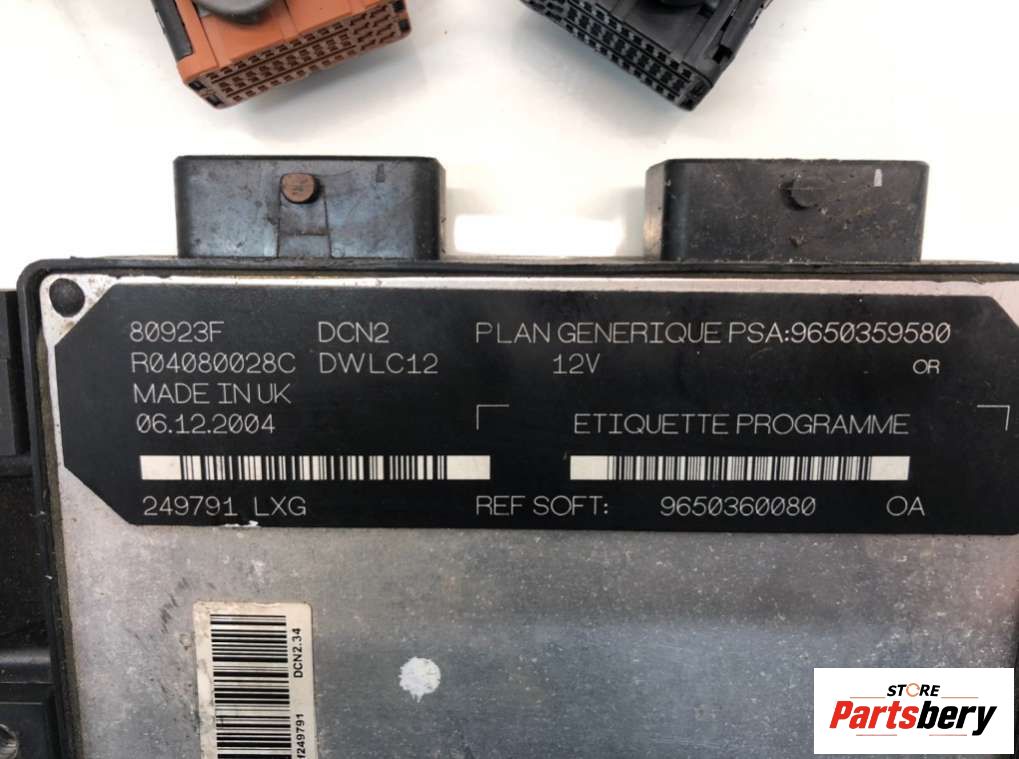 80923F DCN2 PLAN GENERIQUE PSA:9650359580
R04080028C DWLC12 12V OR
MADE IN UK
06.12.2004 ETIQUETTE PROGRAMME
249791 LXG REF SOFT: 9650360080 OA
DCN2.34
f249791
STORE
Partsbery